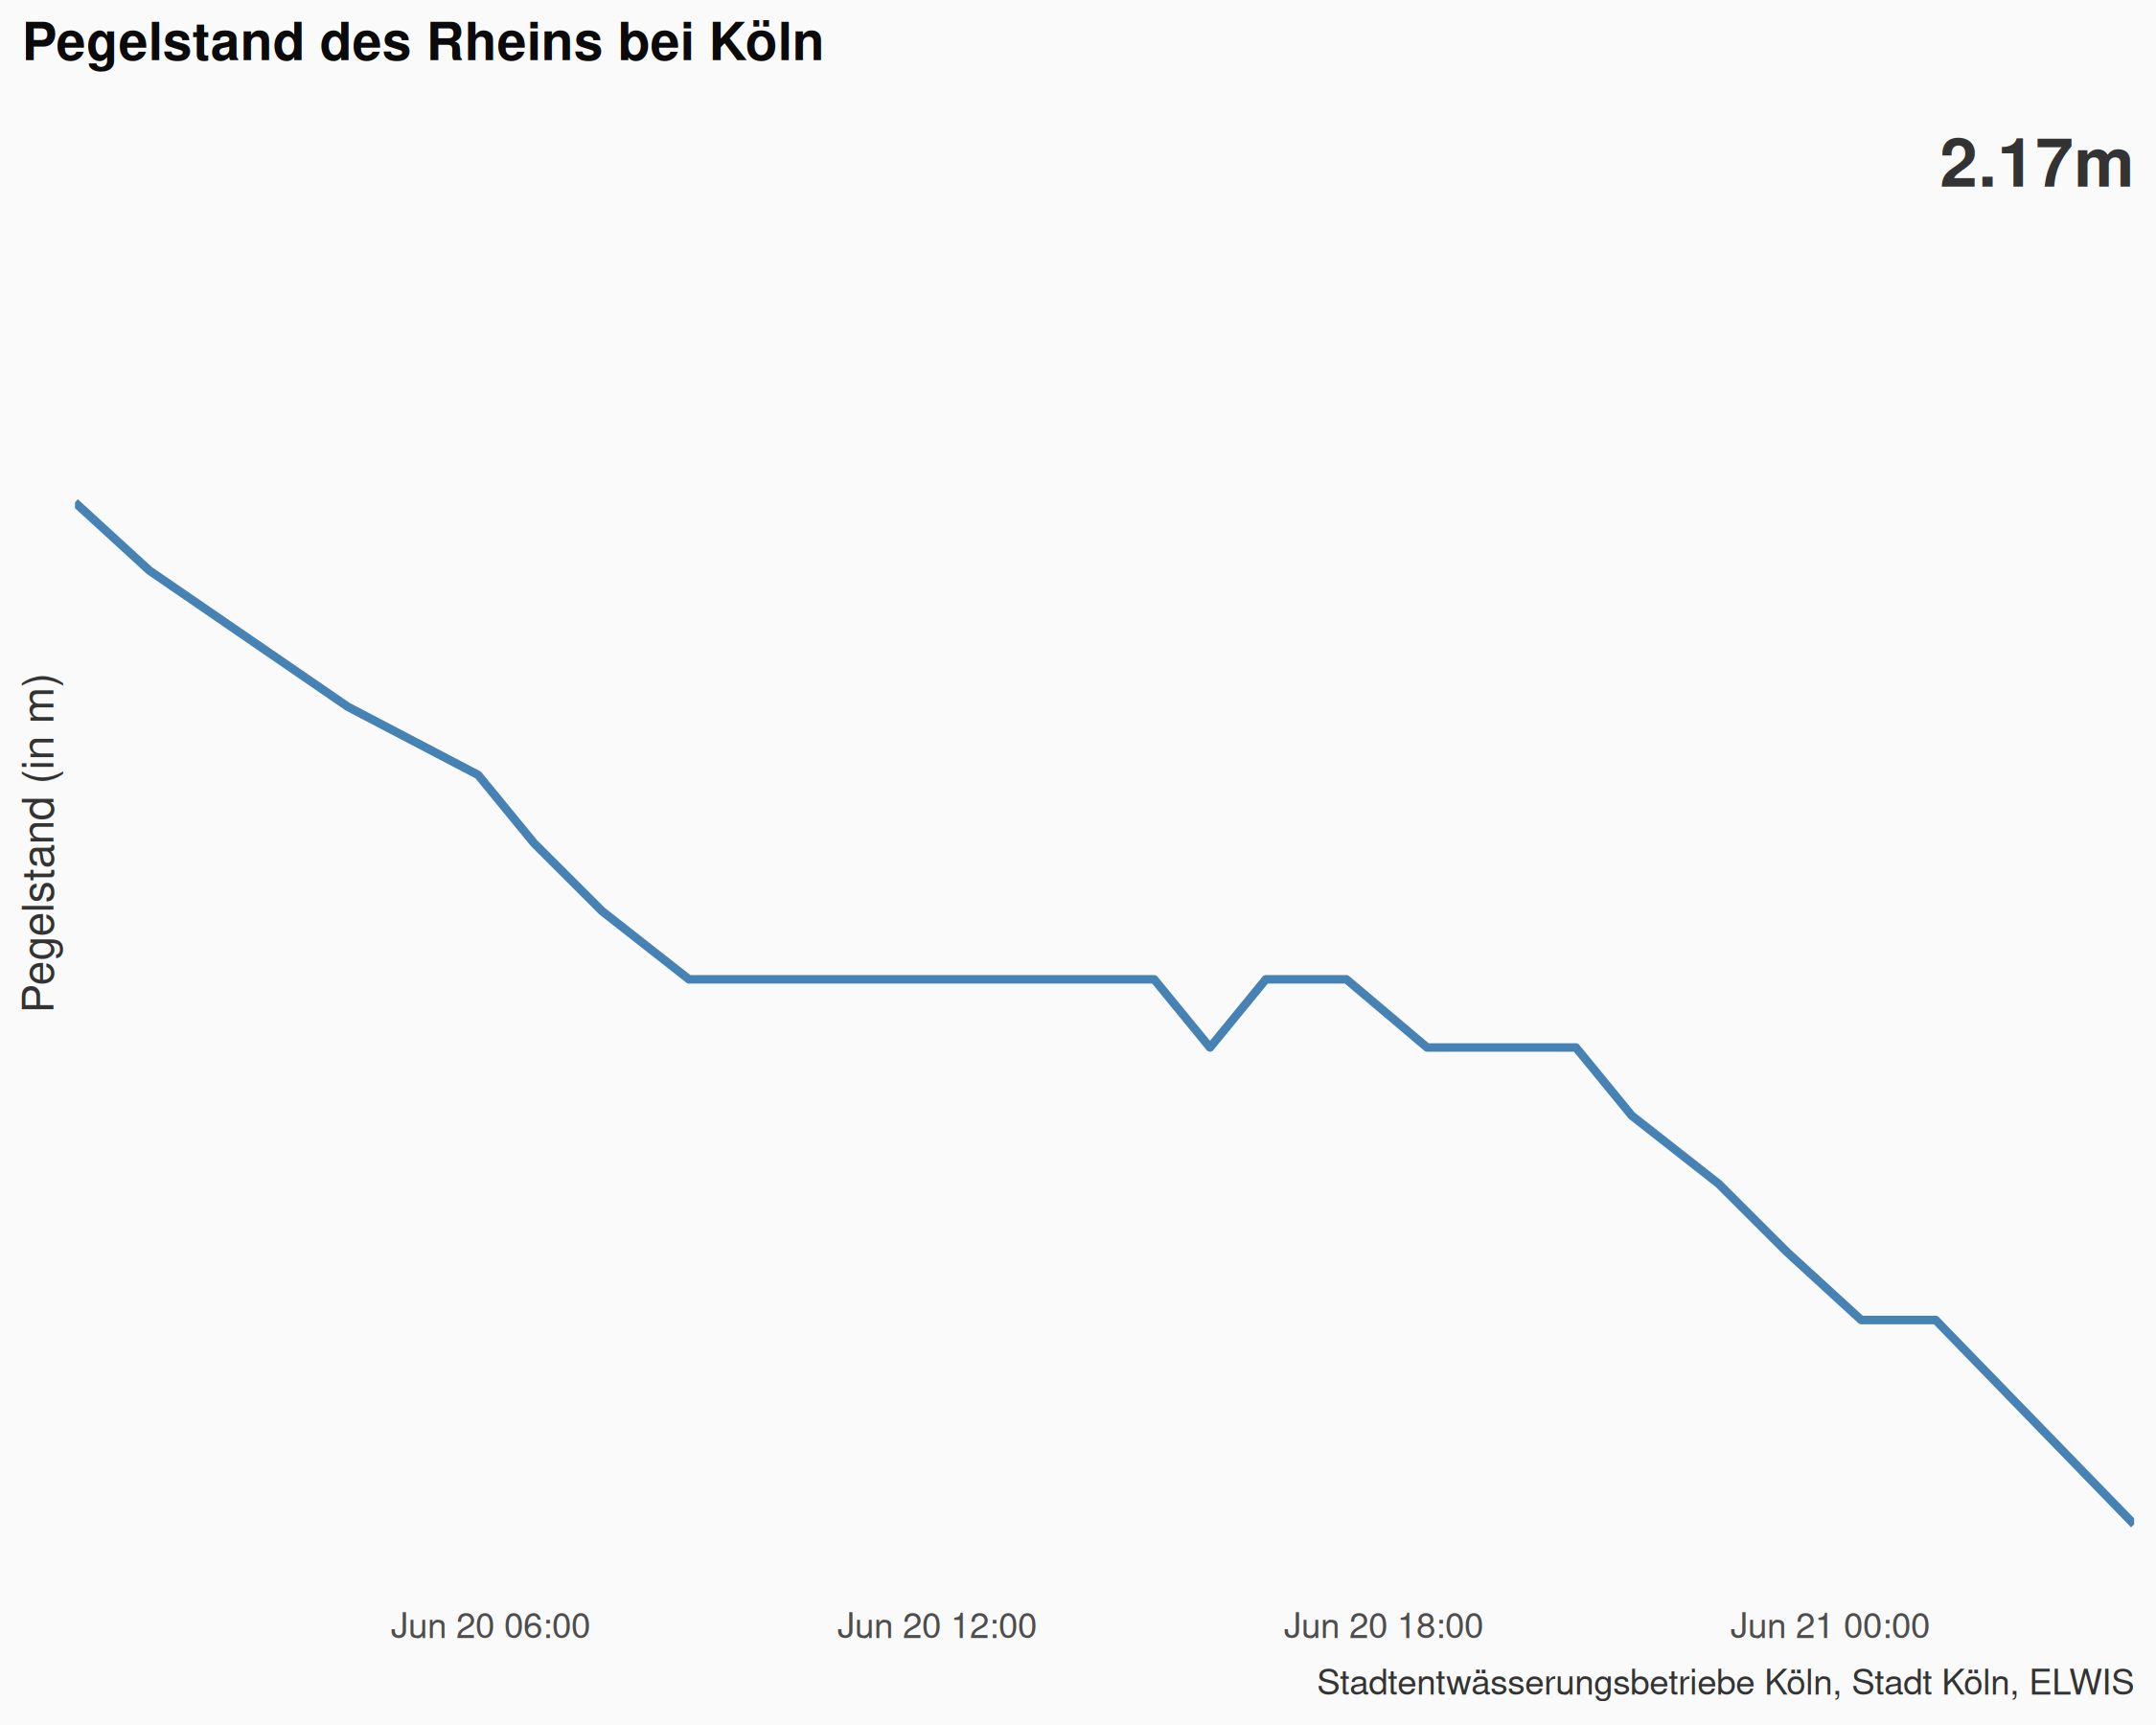 Pegelstand des Rheins bei Köln
2.17m
Pegelstand (in m)
Jun 20 06:00
Jun 20 12:00
Jun 20 18:00
Jun 21 00:00
Stadtentwässerungsbetriebe Köln, Stadt Köln, ELWIS